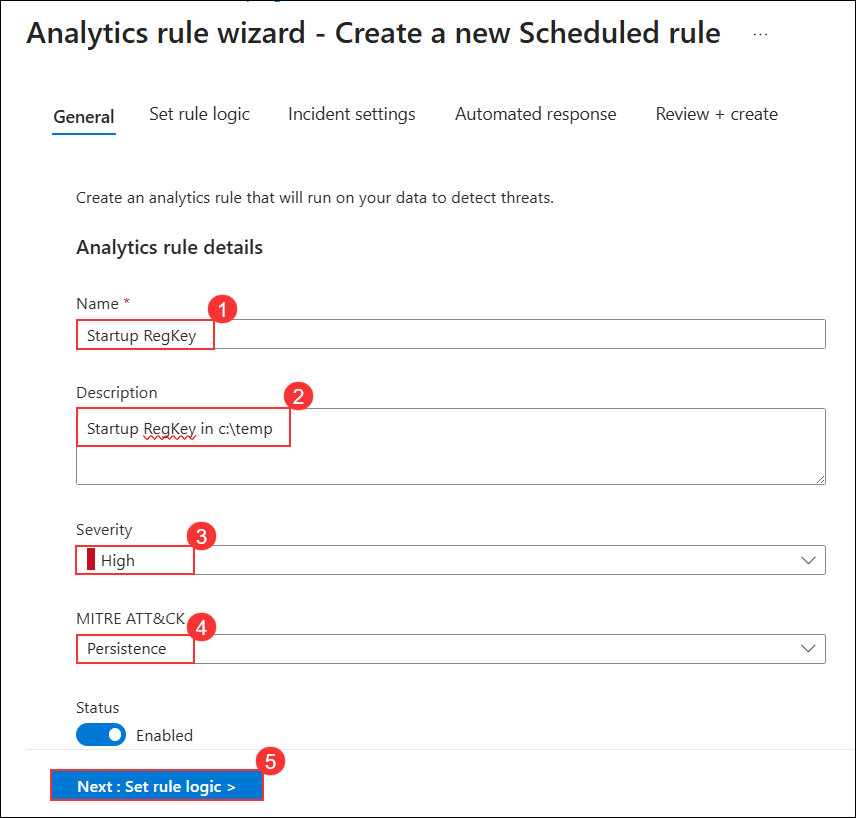 Analytics rule wizard - Create a new Scheduled rule ...
General Set rule logic Incident settings Automated response Review + create
Create an analytics rule that will run on your data to detect threats.
Analytics rule details
Name *
1
Startup RegKey
Description
2
Startup RegKey in c:\temp
Severity
3
High
MITRE ATT&CK
4
Persistence
Status
Enabled
5
Next : Set rule logic >